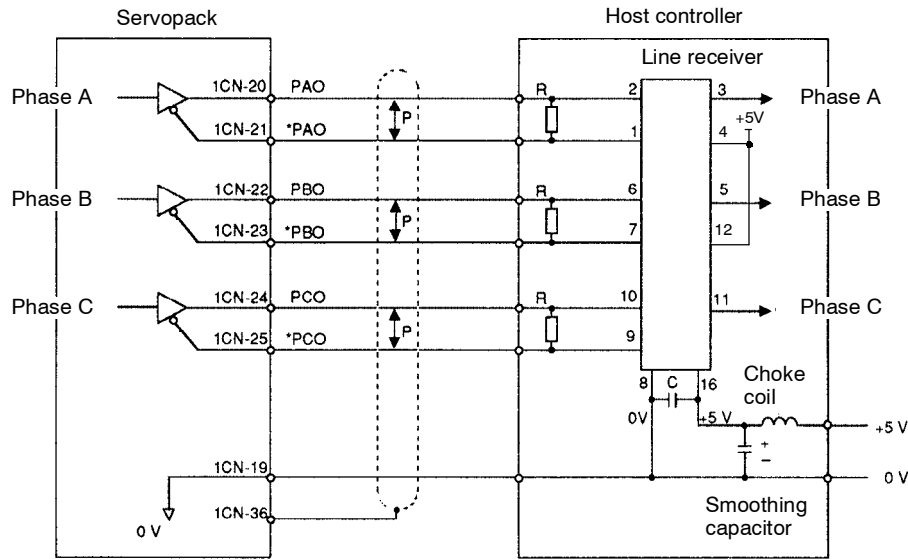 Servopack
Host controller
Line receiver
Phase A
1CN-20
PAO
P
1CN-21
*PAO
R
2
1
3
4
+5V
Phase A
Phase B
1CN-22
PBO
P
1CN-23
*PBO
R
6
7
5
12
Phase B
Phase C
1CN-24
PCO
P
1CN-25
*PCO
R
10
9
11
Phase C
8
C
16
0V
+5 V
Choke
coil
+5 V
+
−
1CN-19
0 V
1CN-36
0 V
Smoothing
capacitor